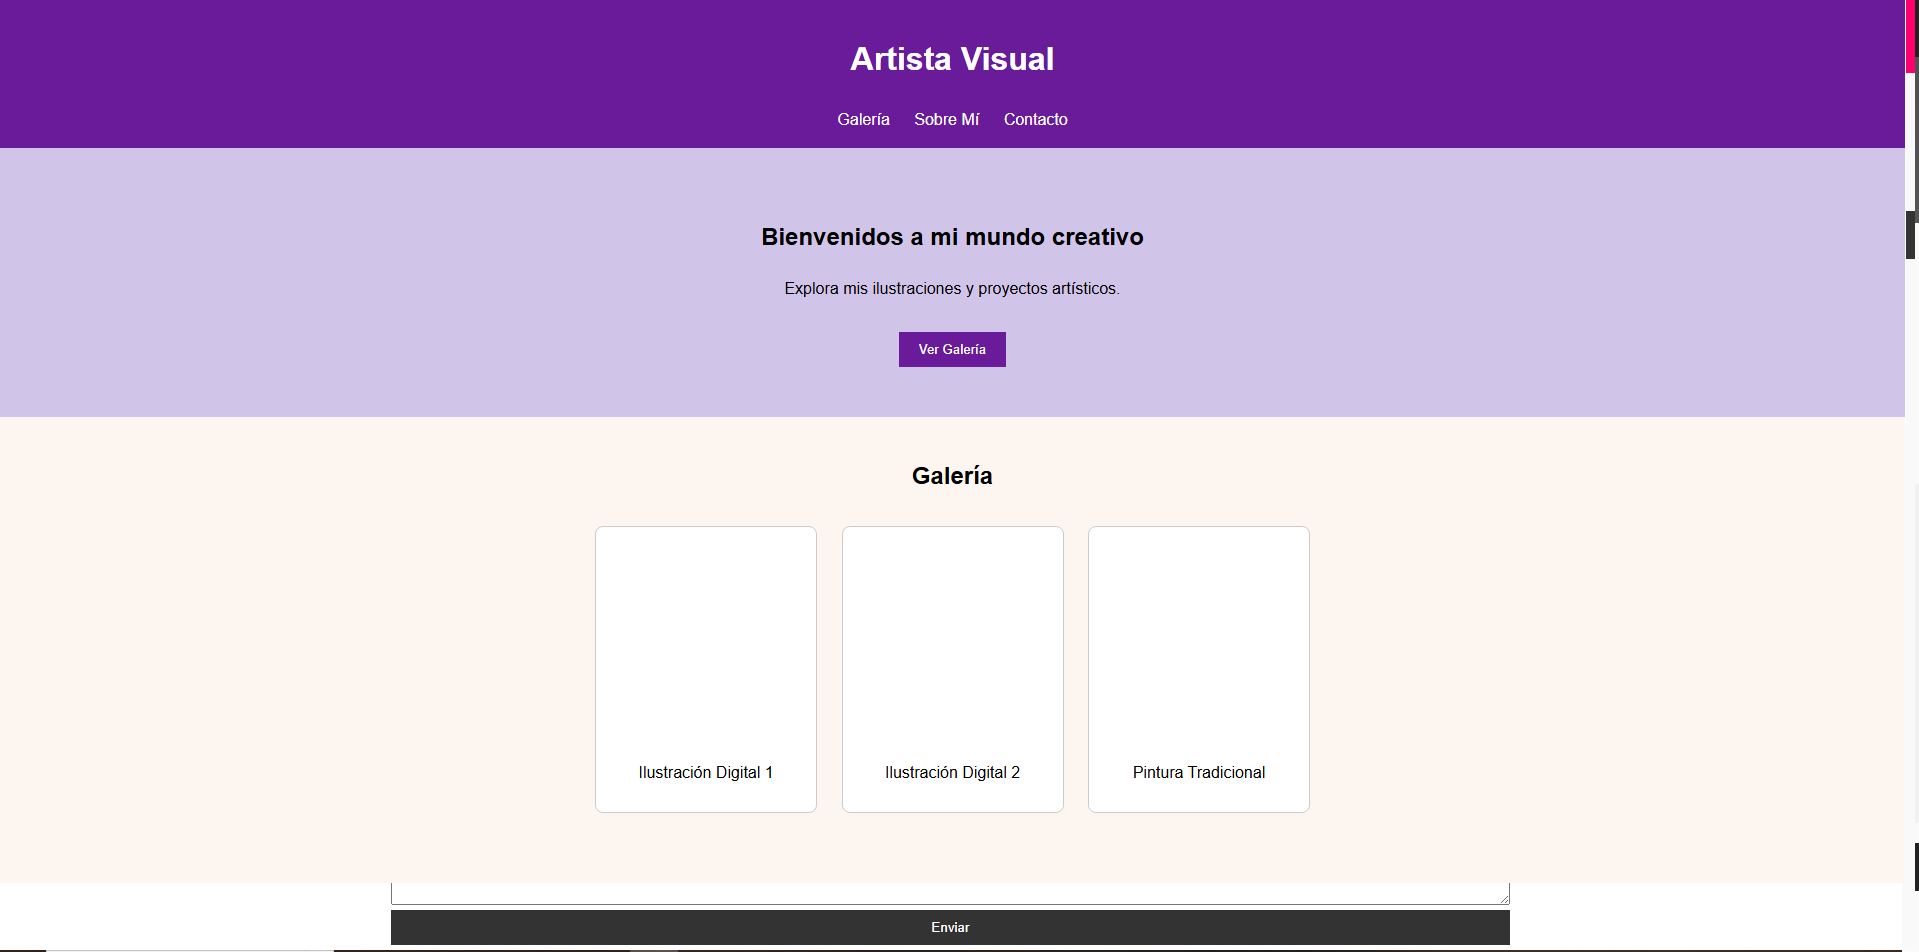 Artista Visual
Galería Sobre Mí Contacto
Bienvenidos a mi mundo creativo
Explora mis ilustraciones y proyectos artísticos.
Ver Galería
Galería
Ilustración Digital 1 Ilustración Digital 2 Pintura Tradicional
Enviar